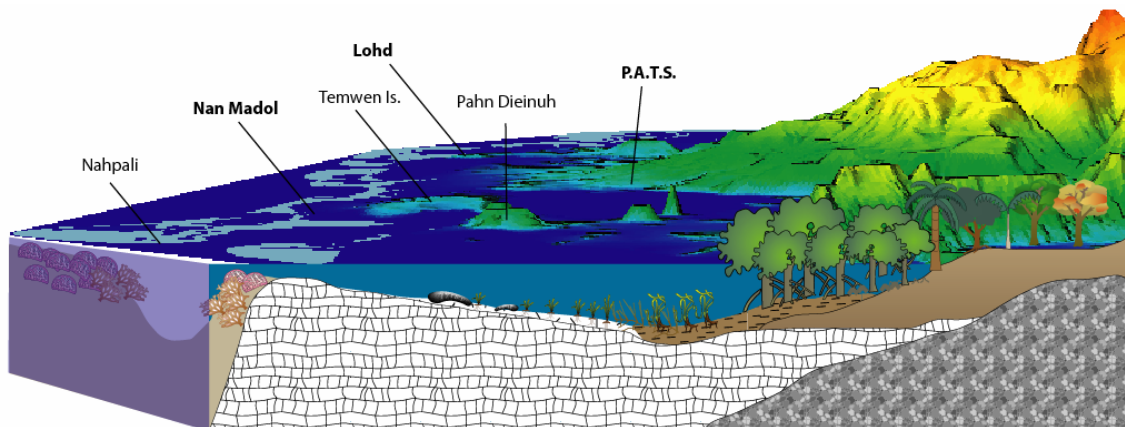 Lohd
P.A.T.S.
Temwen Is.
Pahn Dieinuh
Nan Madol
Nahpali